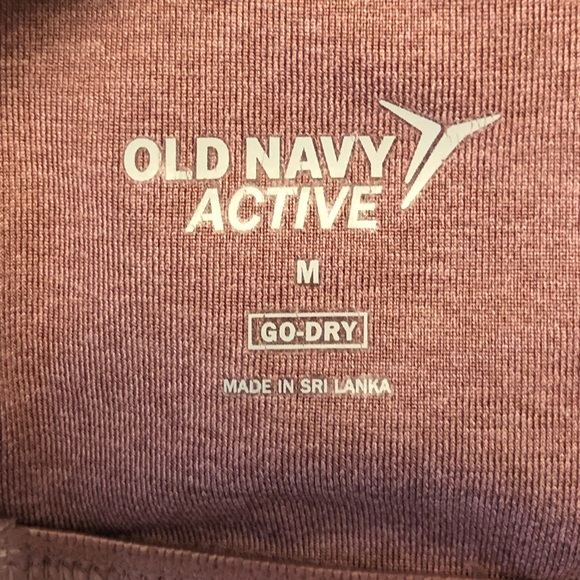 OLD NAVY
ACTIVE
M
GO-DRY
MADE IN SRI LANKA